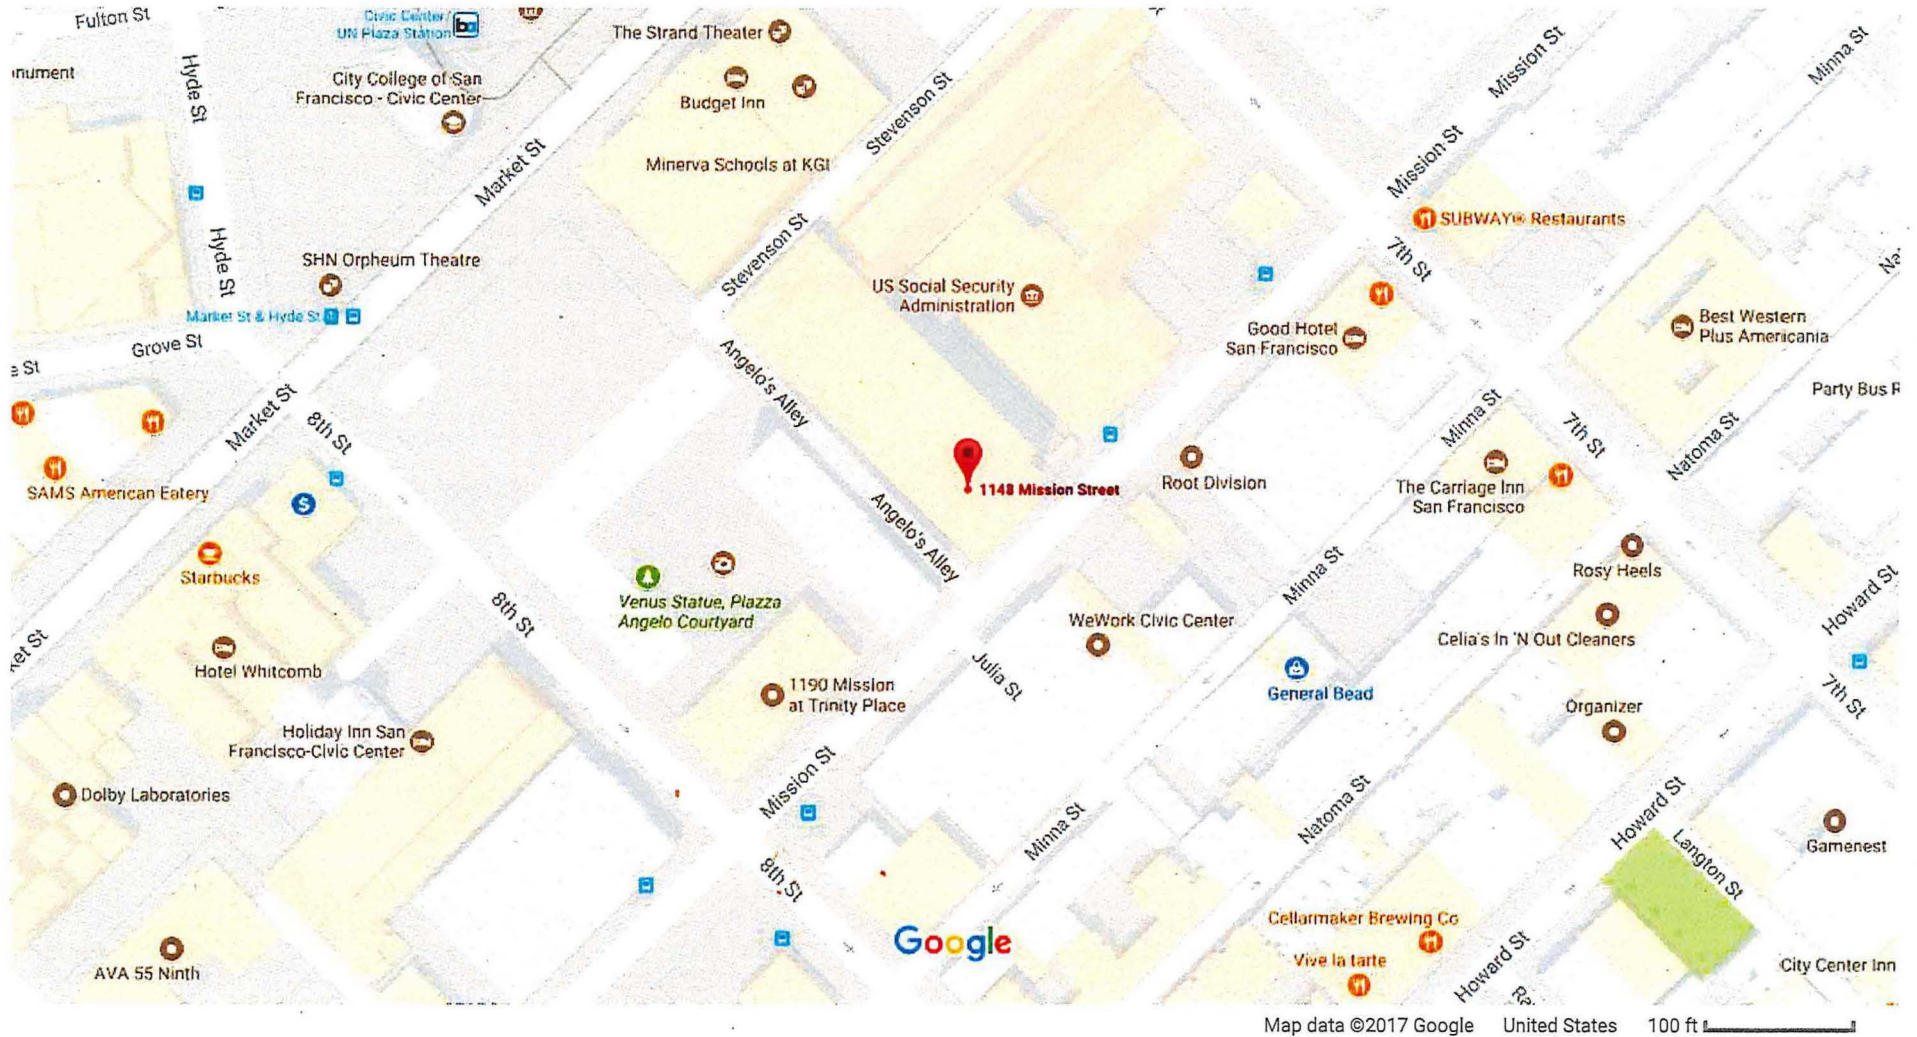 Fulton St
Civic Center/
UN Plaza Station
The Strand Theater
Mission St
Minna St
Hyde St
City College of San
Francisco - Civic Center
Budget Inn
Stevenson St
Market St
Minerva Schools at KGI
Mission St
SUBWAY® Restaurants
Hyde St
SHN Orpheum Theatre
Stevenson St
7th St
US Social Security
Administration
Market St & Hyde St
Grove St
Good Hotel
San Francisco
Best Western
Plus Americania
Angelo's Alley
Party Bus
Market St
8th St
Minna St
7th St
Natoma St
SAMS American Eatery
1148 Mission Street
Root Division
The Carriage Inn
San Francisco
Angelo's Alley
Starbucks
Minna St
Rosy Heels
Venus Statue, Piazza
Angelo Courtyard
8th St
Howard St
WeWork Civic Center
Celia's In 'N Out Cleaners
Hotel Whitcomb
Julia St
1190 Mission
at Trinity Place
General Bead
7th St
Organizer
Holiday Inn San
Francisco-Civic Center
Mission St
Dolby Laboratories
Minna St
Natoma St
Howard St
Langton St
Gamenest
8th St
Cellarmaker Brewing Co
Google
Vive la tarte
Howard St
AVA 55 Ninth
City Center Inn
Map data ©2017 Google United States 100 ft